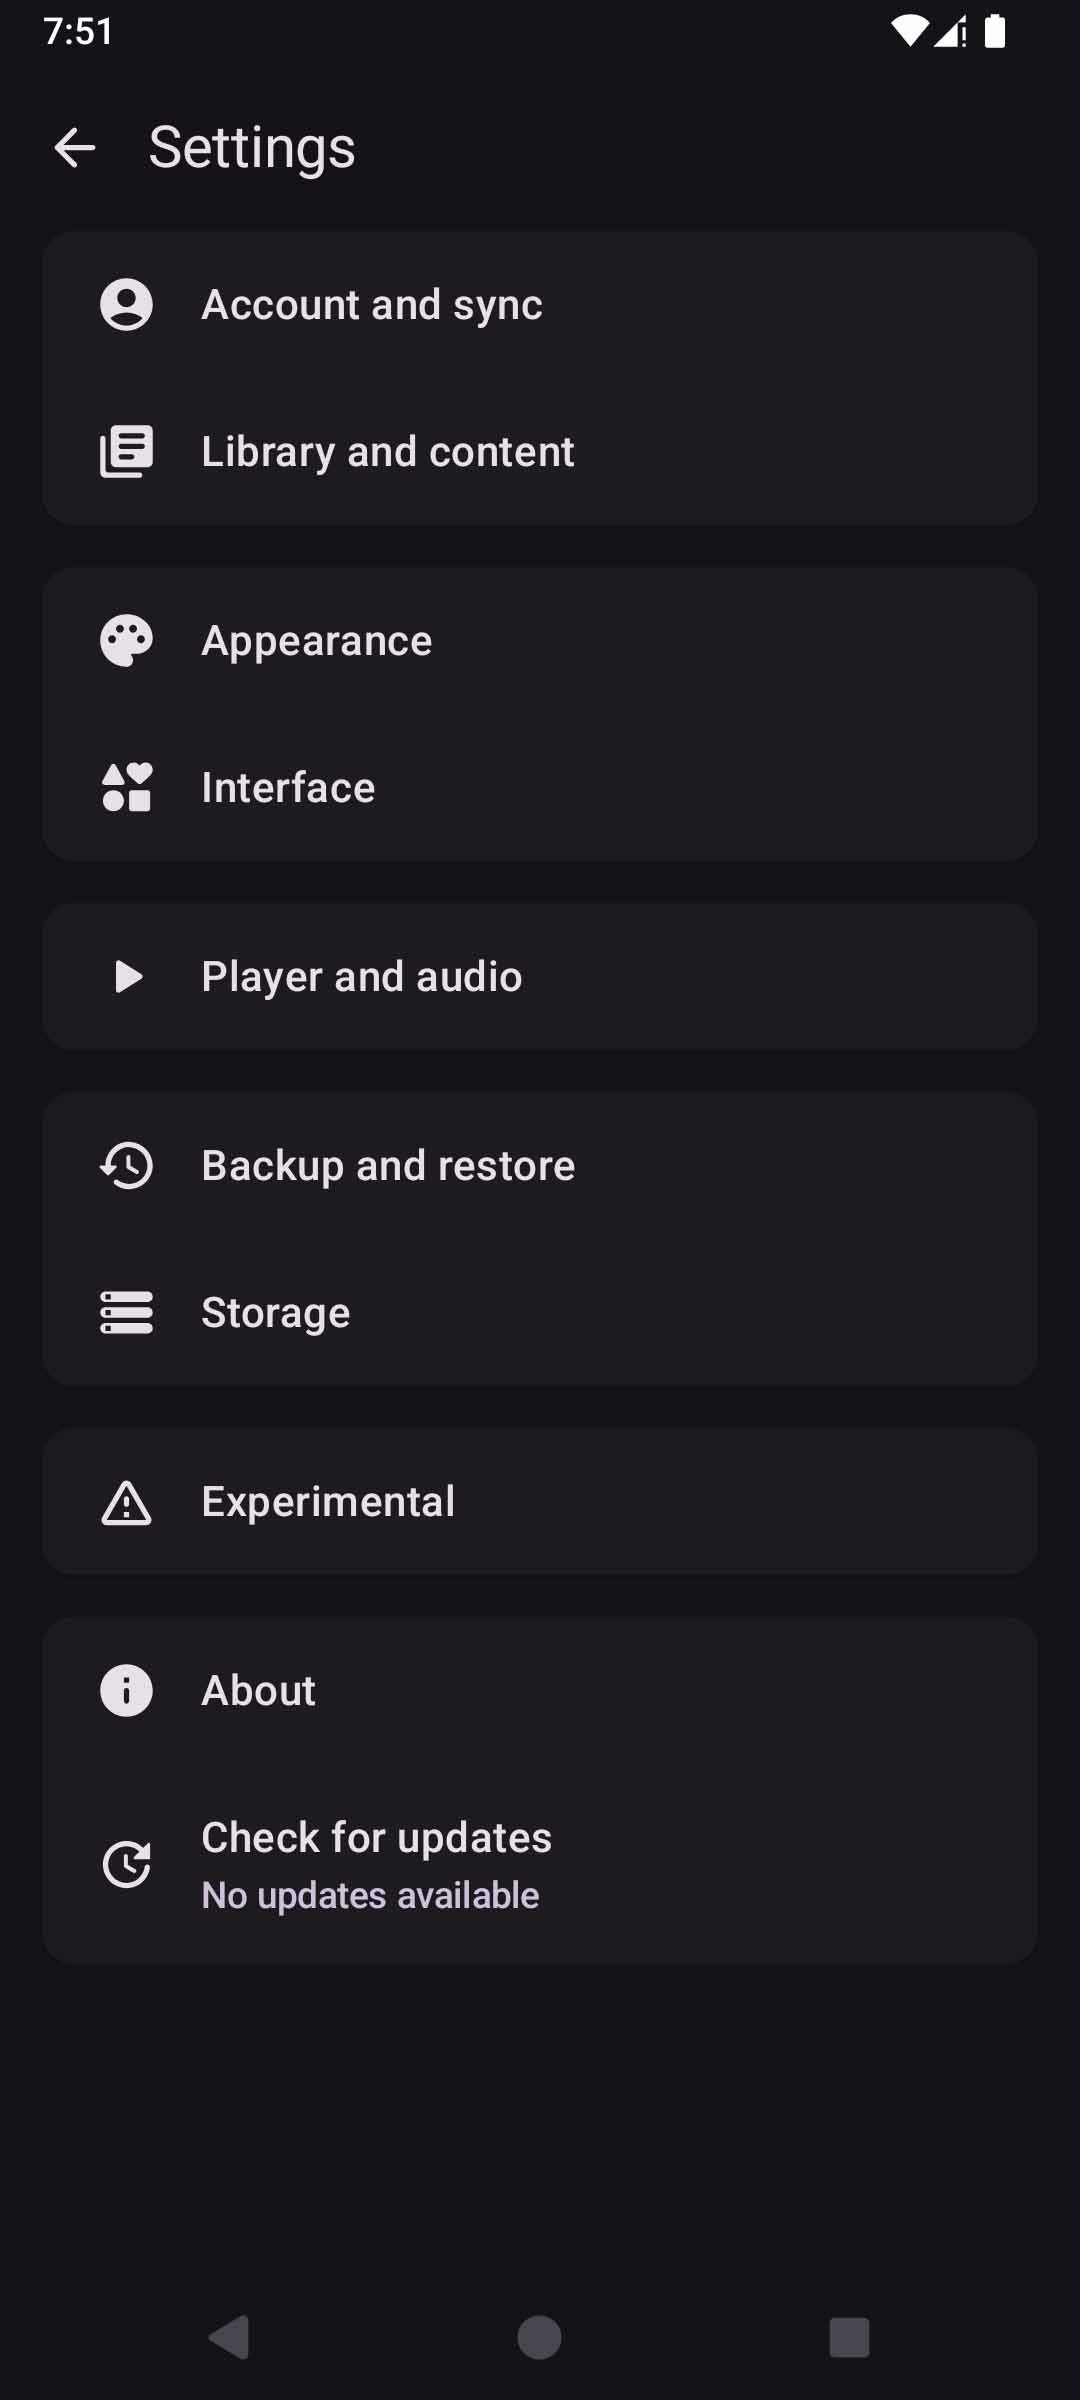 7:51
Settings
Account and sync
Library and content
Appearance
Interface
Player and audio
Backup and restore
Storage
Experimental
About
Check for updates
No updates available